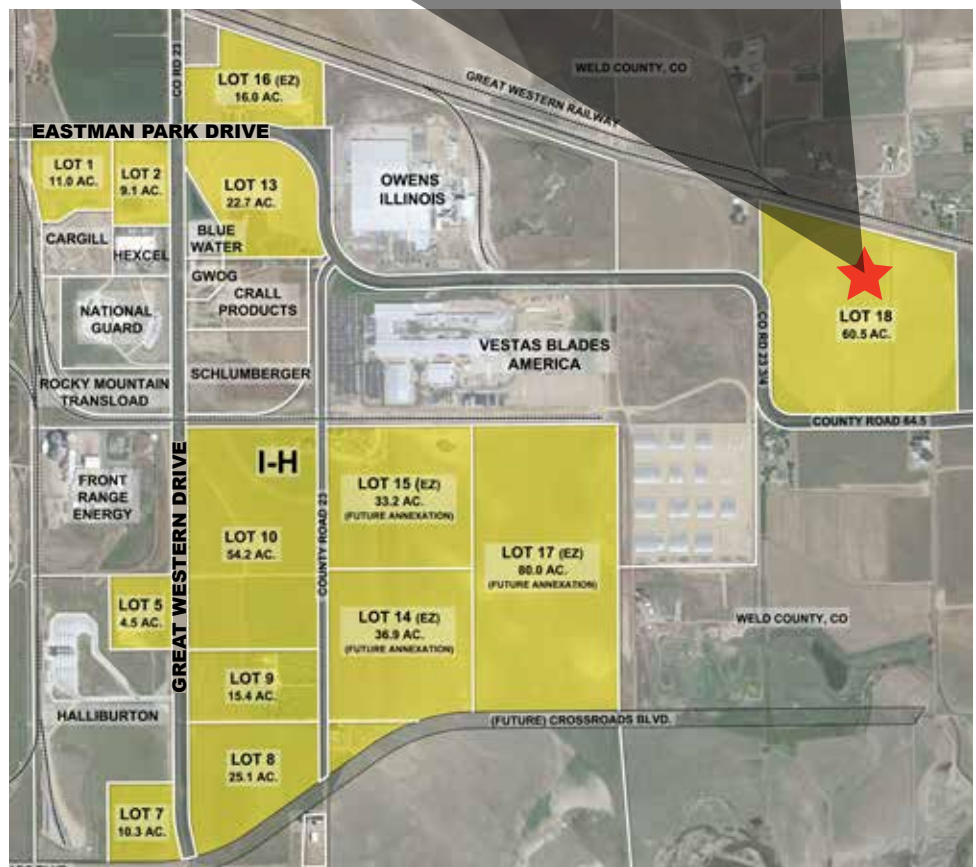 CO RD 23
LOT 16 (EZ)
16.0 AC.
WELD COUNTY, CO
GREAT WESTERN RAILWAY
EASTMAN PARK DRIVE
LOT 1
11.0 AC.
LOT 2
9.1 AC.
LOT 13
22.7 AC.
OWENS
ILLINOIS
CARGILL
HEXCEL
BLUE
WATER
GWOG
CRALL
PRODUCTS
NATIONAL
GUARD
VESTAS BLADES
AMERICA
CO RD 23 3/4
LOT 18
60.5 AC.
SCHLUMBERGER
ROCKY MOUNTAIN
TRANSLOAD
COUNTY ROAD 64.5
FRONT
RANGE
ENERGY
GREAT WESTERN DRIVE
I-H
LOT 10
54.2 AC.
COUNTY ROAD 23
LOT 15 (EZ)
33.2 AC.
(FUTURE ANNEXATION)
LOT 17 (EZ)
80.0 AC.
(FUTURE ANNEXATION)
LOT 5
4.5 AC.
LOT 14 (EZ)
36.9 AC.
(FUTURE ANNEXATION)
WELD COUNTY, CO
LOT 9
15.4 AC.
HALLIBURTON
(FUTURE) CROSSROADS BLVD.
LOT 8
25.1 AC.
LOT 7
10.3 AC.